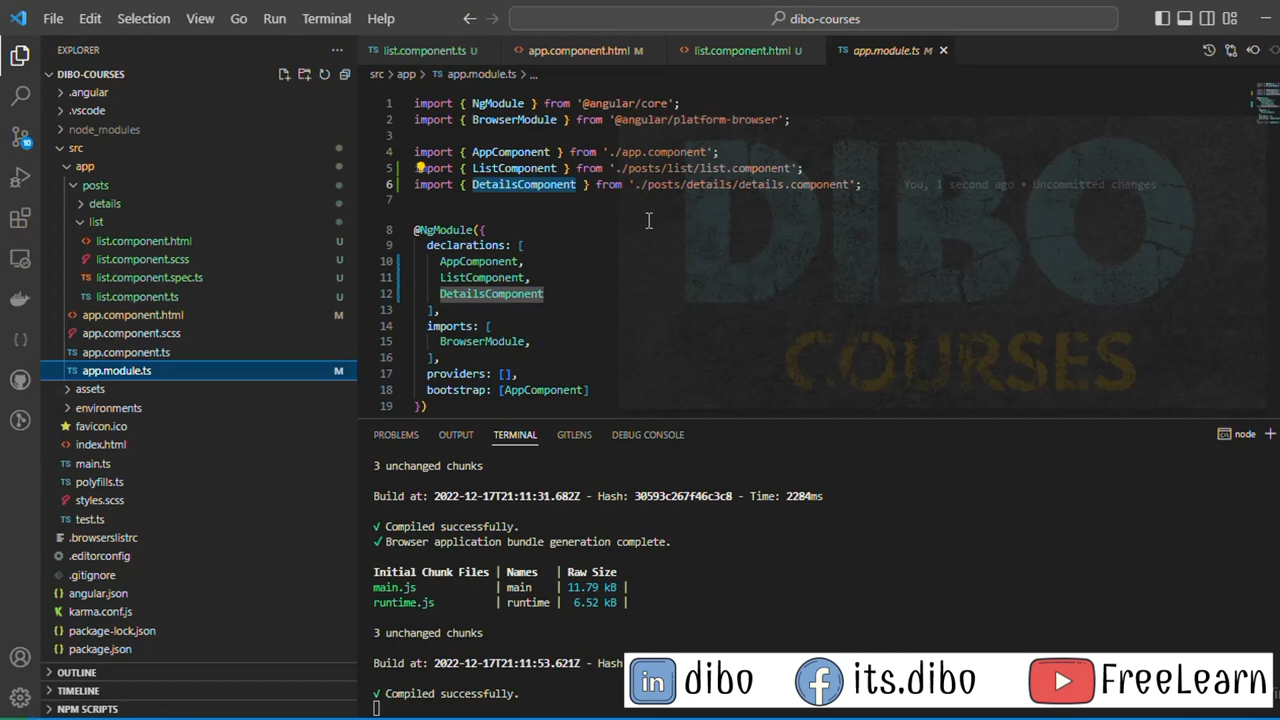 File Edit Selection View Go Run Terminal Help
dibo-courses
EXPLORER
DIBO-COURSES
.angular
.vscode
node_modules
src
app
posts
details
list
list.component.html U
list.component.scss U
list.component.spec.ts U
list.component.ts U
app.component.html M
app.component.scss
app.component.ts
app.module.ts M
assets
environments
favicon.ico
index.html
main.ts
polyfills.ts
styles.scss
test.ts
.browserslistrc
.editorconfig
.gitignore
angular.json
karma.conf.js
package-lock.json
package.json
OUTLINE
TIMELINE
NPM SCRIPTS
list.component.ts U app.component.html M list.component.html U app.module.ts M
src > app > app.module.ts > ...
1 import { NgModule } from '@angular/core';
2 import { BrowserModule } from '@angular/platform-browser';
3
4 import { AppComponent } from './app.component';
5 import { ListComponent } from './posts/list/list.component';
6 import { DetailsComponent } from './posts/details/details.component'; You, 1 second ago • Uncommitted changes
7
8 @NgModule({
9 declarations: [
10 AppComponent,
11 ListComponent,
12 DetailsComponent
13 ],
14 imports: [
15 BrowserModule,
16 ],
17 providers: [],
18 bootstrap: [AppComponent]
19 })
DIBO
COURSES
PROBLEMS OUTPUT TERMINAL GITLENS DEBUG CONSOLE
node
3 unchanged chunks
Build at: 2022-12-17T21:11:31.682Z - Hash: 30593c267f46c3c8 - Time: 2284ms
√ Compiled successfully.
√ Browser application bundle generation complete.
Initial Chunk Files | Names | Raw Size
main.js | main | 11.79 kB |
runtime.js | runtime | 6.52 kB |
3 unchanged chunks
Build at: 2022-12-17T21:11:53.621Z - Hash
√ Compiled successfully.
in dibo f its.dibo FreeLearn
10